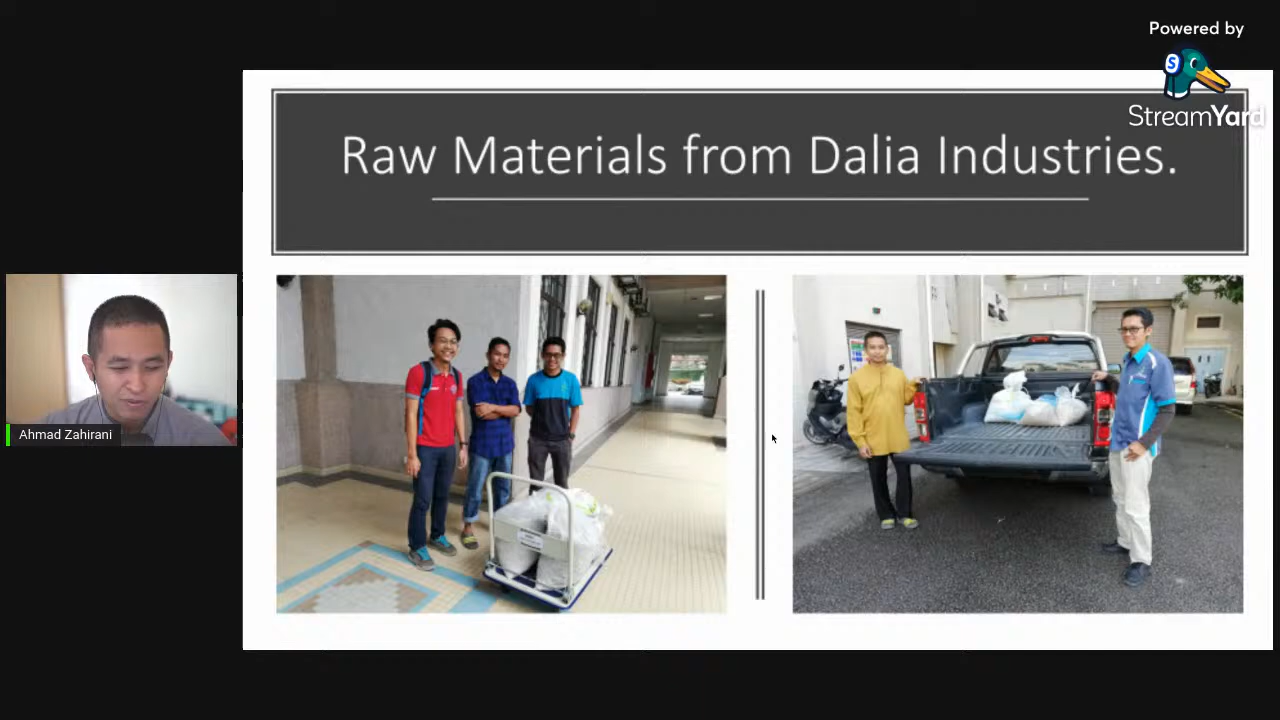 Powered by
StreamYard
Raw Materials from Dalia Industries.
Ahmad Zahirani